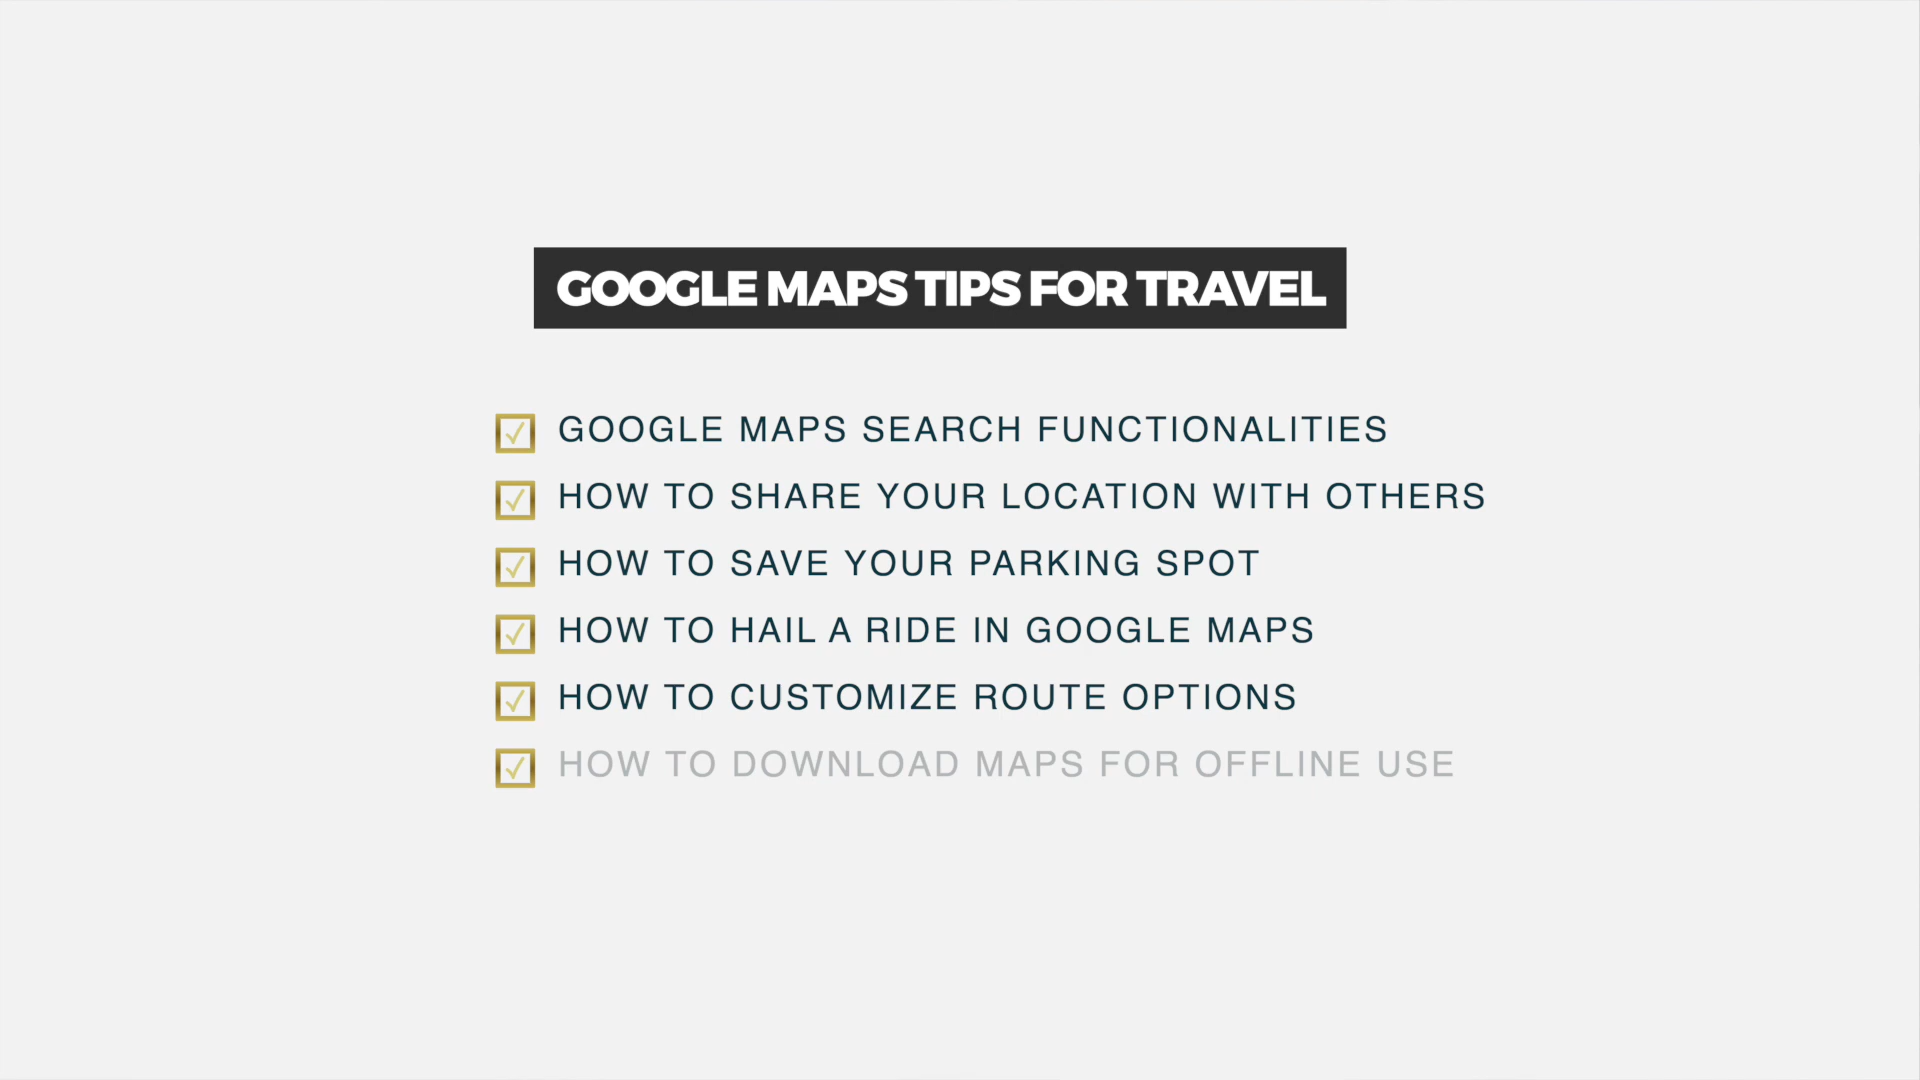 GOOGLE MAPS TIPS FOR TRAVEL
GOOGLE MAPS SEARCH FUNCTIONALITIES
HOW TO SHARE YOUR LOCATION WITH OTHERS
HOW TO SAVE YOUR PARKING SPOT
HOW TO HAIL A RIDE IN GOOGLE MAPS
HOW TO CUSTOMIZE ROUTE OPTIONS
HOW TO DOWNLOAD MAPS FOR OFFLINE USE